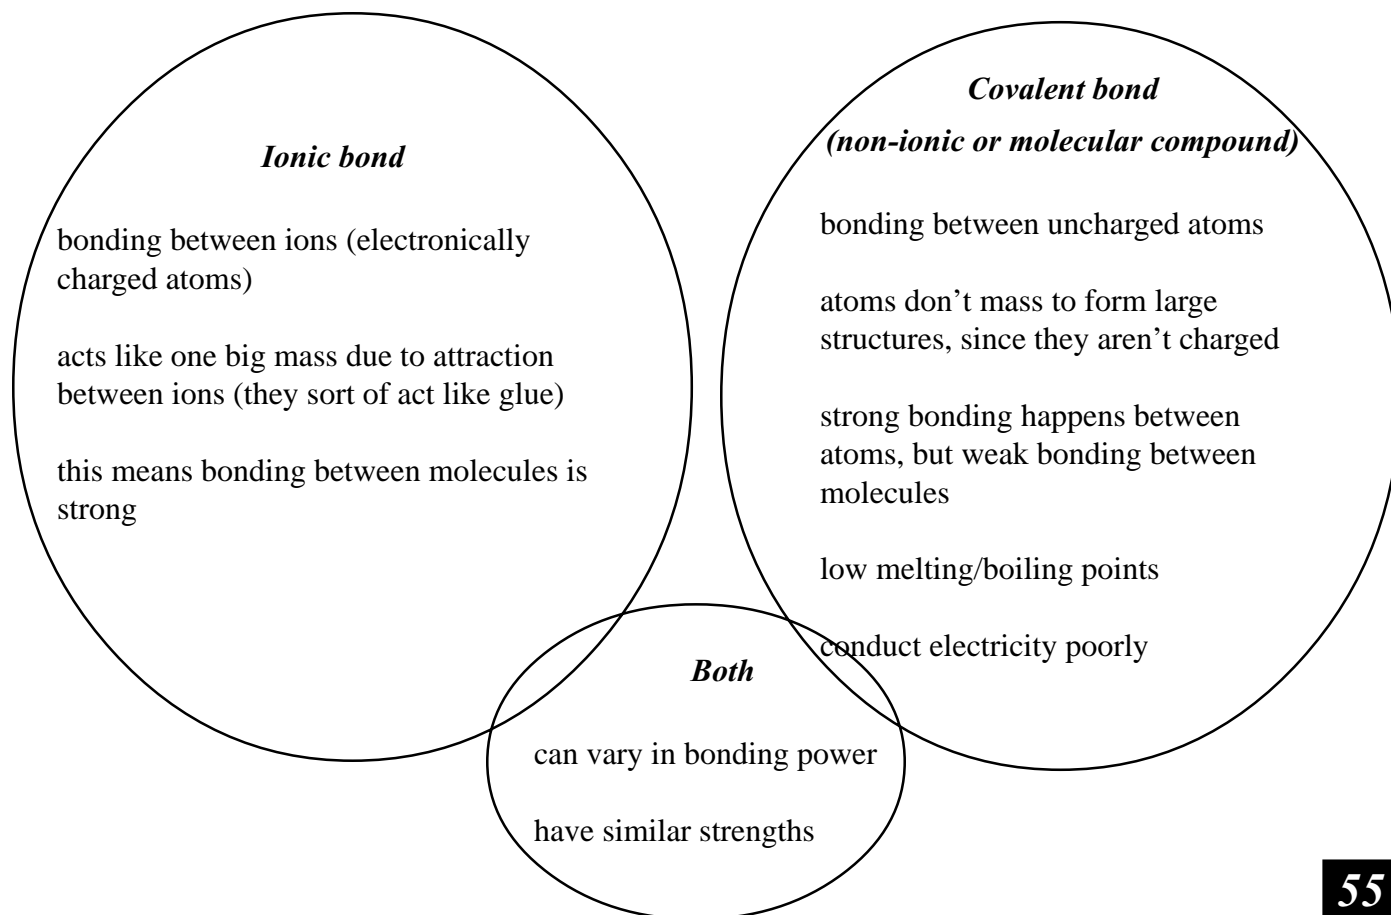 Ionic bond
bonding between ions (electronically
charged atoms)
acts like one big mass due to attraction
between ions (they sort of act like glue)
this means bonding between molecules is
strong
Covalent bond
(non-ionic or molecular compound)
bonding between uncharged atoms
atoms don’t mass to form large
structures, since they aren’t charged
strong bonding happens between
atoms, but weak bonding between
molecules
low melting/boiling points
conduct electricity poorly
Both
can vary in bonding power
have similar strengths
55